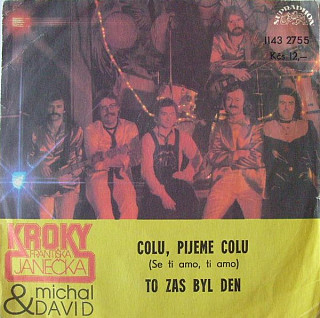 SUPRAPHON
1143 2755
Kčs 12,–
KROKY
FRANTIŠKA
JANEČKA
& michal
DAVID
COLU, PIJEME COLU
(Se ti amo, ti amo)
TO ZAS BYL DEN